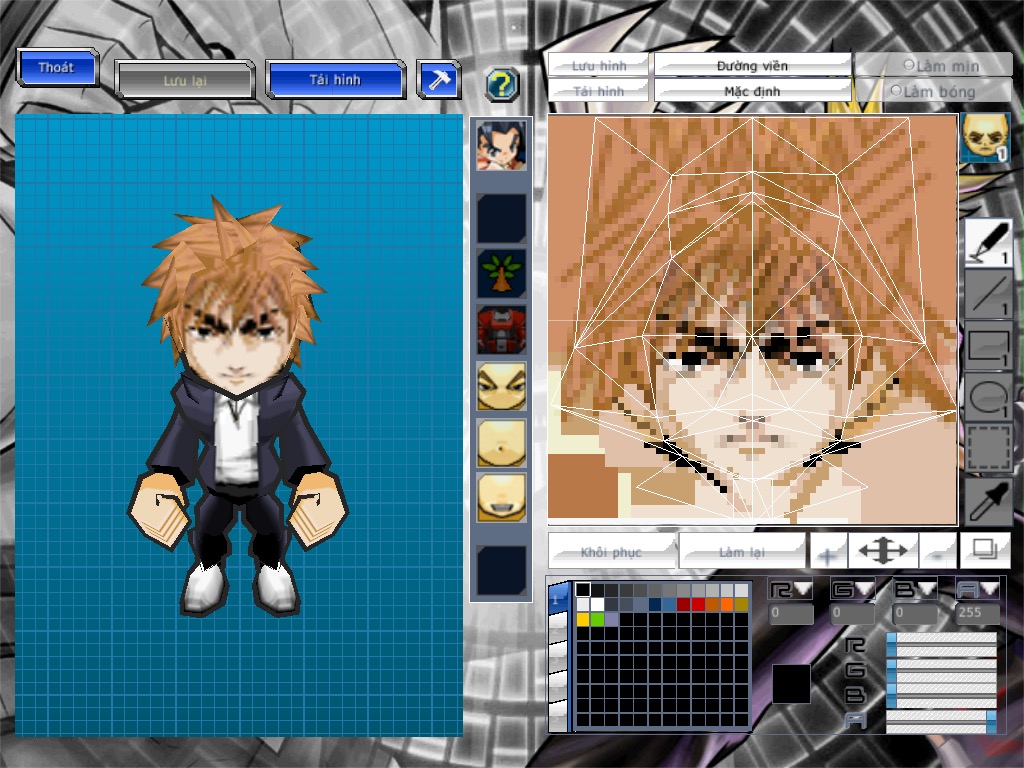 Thoát
Lưu lại
Tải hình
?
Lưu hình
Đường viền
Làm mịn
Tải hình
Mặc định
Làm bóng
1
1
1
1
1
Khôi phục
Làm lại
+
-
1
R G B A
0 0 0 255
R
G
B
A